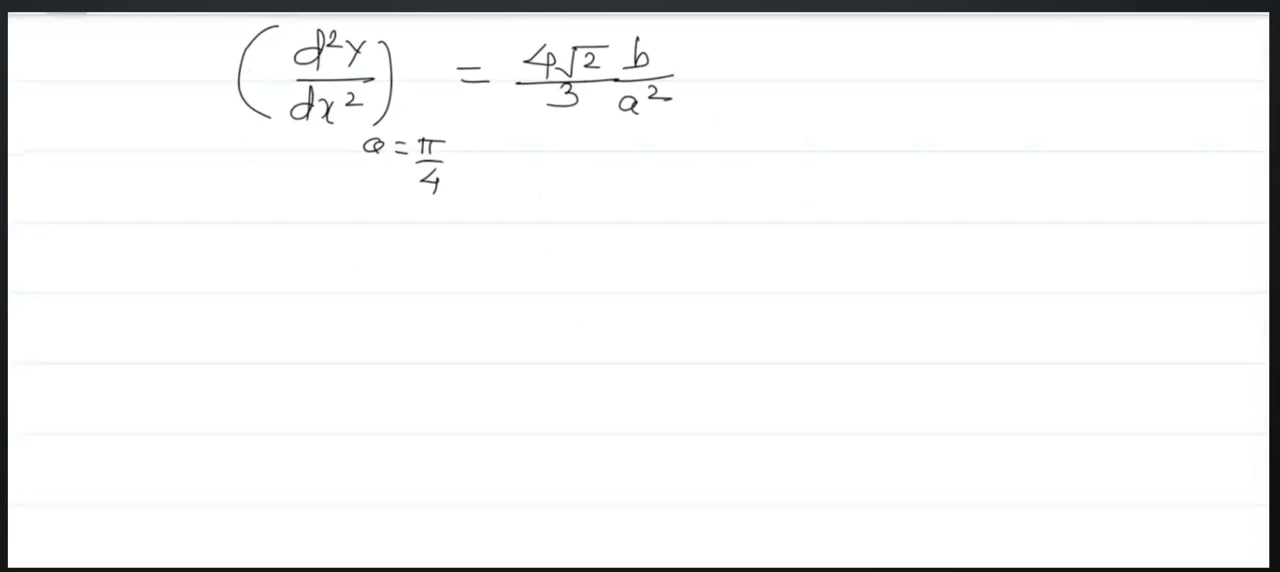 (d²y/dx²) = 4√2/3 b/a²
θ = π/4